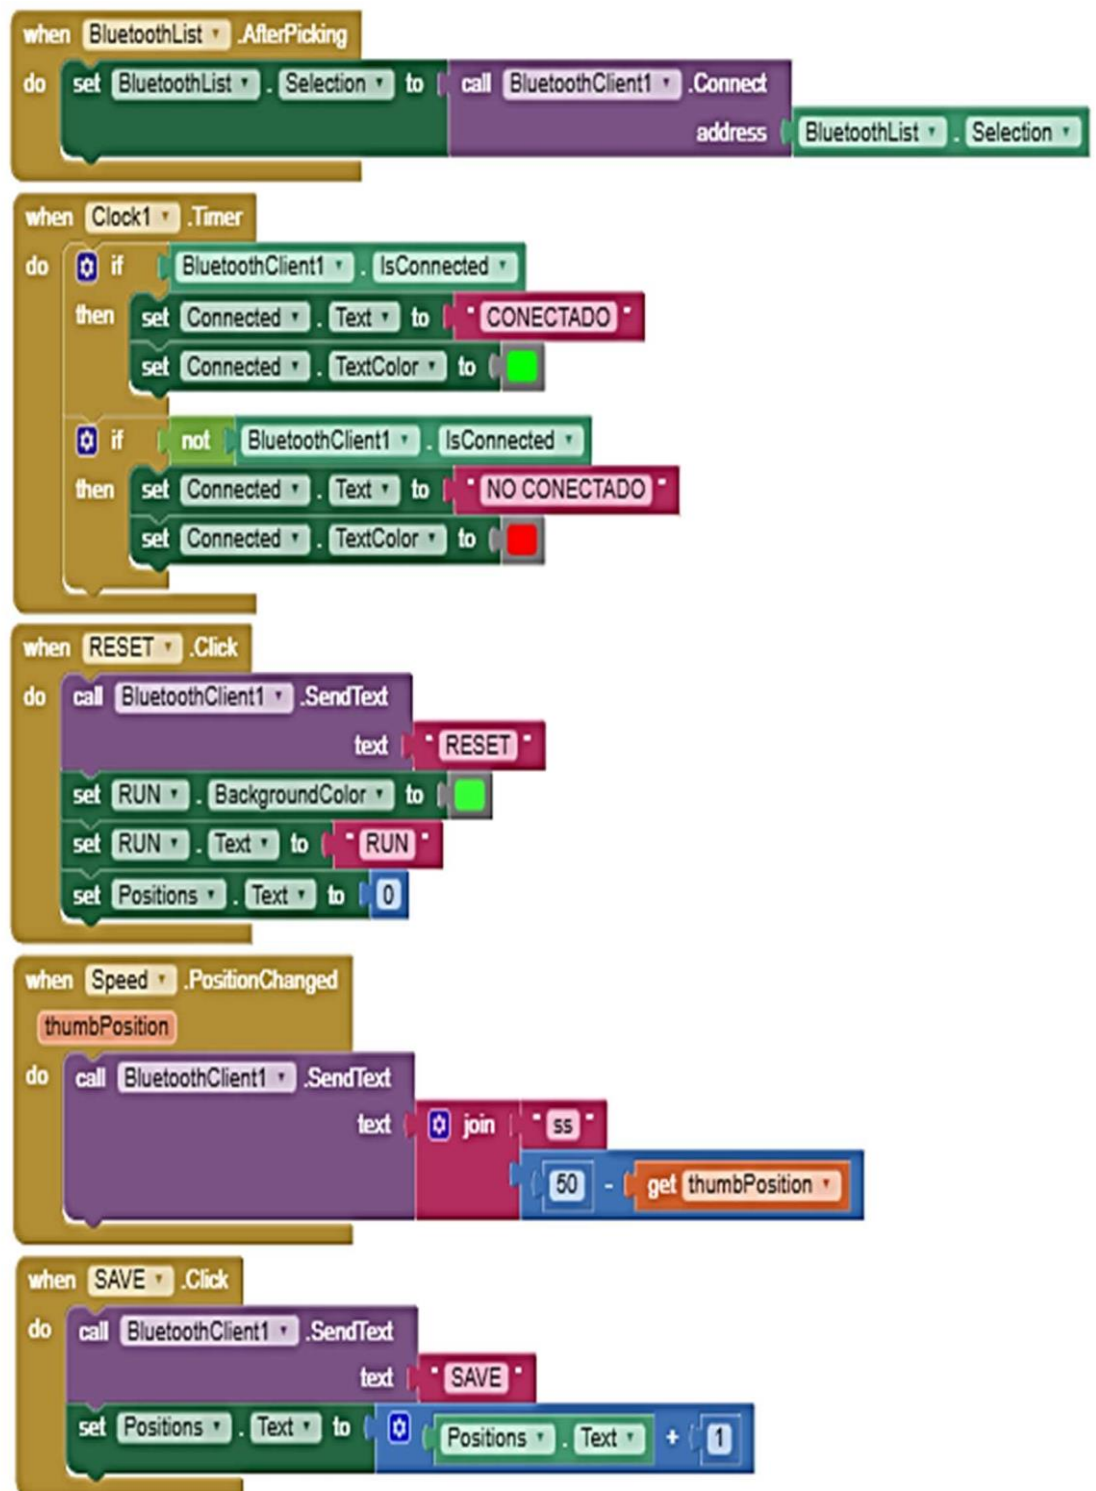 when BluetoothList .AfterPicking
do set BluetoothList . Selection to call BluetoothClient1 .Connect
address BluetoothList . Selection
when Clock1 .Timer
do if BluetoothClient1 . IsConnected
then set Connected . Text to " CONECTADO "
set Connected . TextColor to
if not BluetoothClient1 . IsConnected
then set Connected . Text to " NO CONECTADO "
set Connected . TextColor to
when RESET .Click
do call BluetoothClient1 .SendText
text " RESET "
set RUN . BackgroundColor to
set RUN . Text to " RUN "
set Positions . Text to 0
when Speed .PositionChanged
thumbPosition
do call BluetoothClient1 .SendText
text join " ss "
50 - get thumbPosition
when SAVE .Click
do call BluetoothClient1 .SendText
text " SAVE "
set Positions . Text to Positions . Text + 1